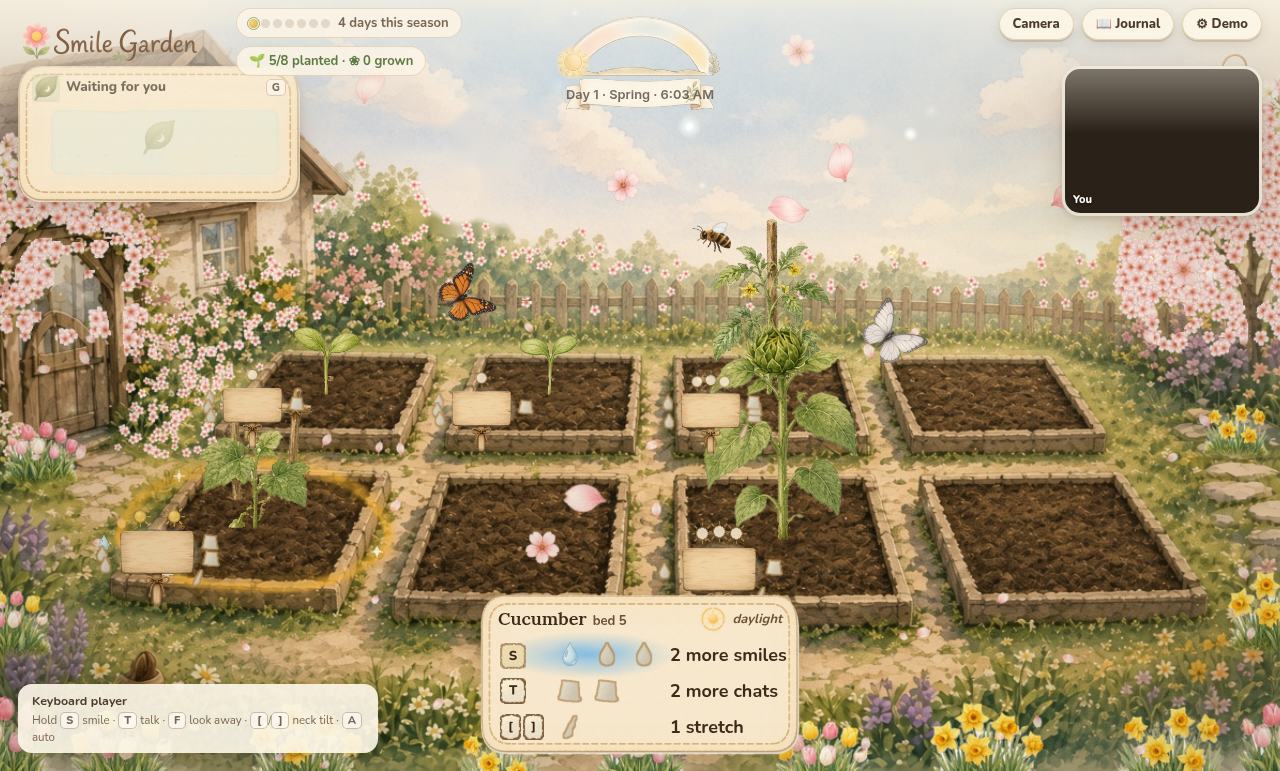 Smile Garden
4 days this season
🌱 5/8 planted · ❀ 0 grown
Day 1 · Spring · 6:03 AM
Camera
📖 Journal
⚙ Demo
Waiting for you
G
You
Cucumber bed 5
daylight
S
2 more smiles
T
2 more chats
[ ]
1 stretch
Keyboard player
Hold S smile · T talk · F look away · [ / ] neck tilt · A
auto